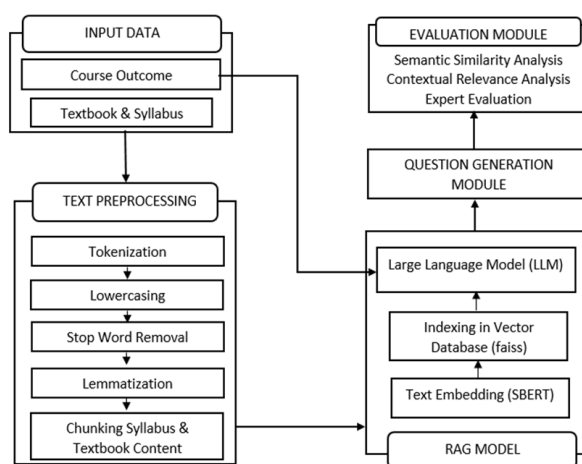 INPUT DATA
Course Outcome
Textbook & Syllabus
TEXT PREPROCESSING
Tokenization
Lowercasing
Stop Word Removal
Lemmatization
Chunking Syllabus &
Textbook Content
EVALUATION MODULE
Semantic Similarity Analysis
Contextual Relevance Analysis
Expert Evaluation
QUESTION GENERATION
MODULE
Large Language Model (LLM)
Indexing in Vector
Database (faiss)
Text Embedding (SBERT)
RAG MODEL